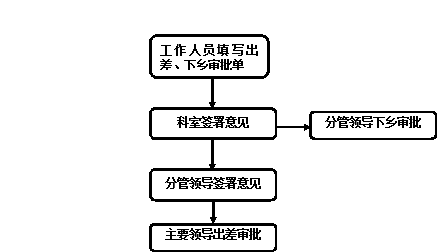 工作人员填写出
差、下乡审批单
科室签署意见
分管领导下乡审批
分管领导签署意见
主要领导出差审批